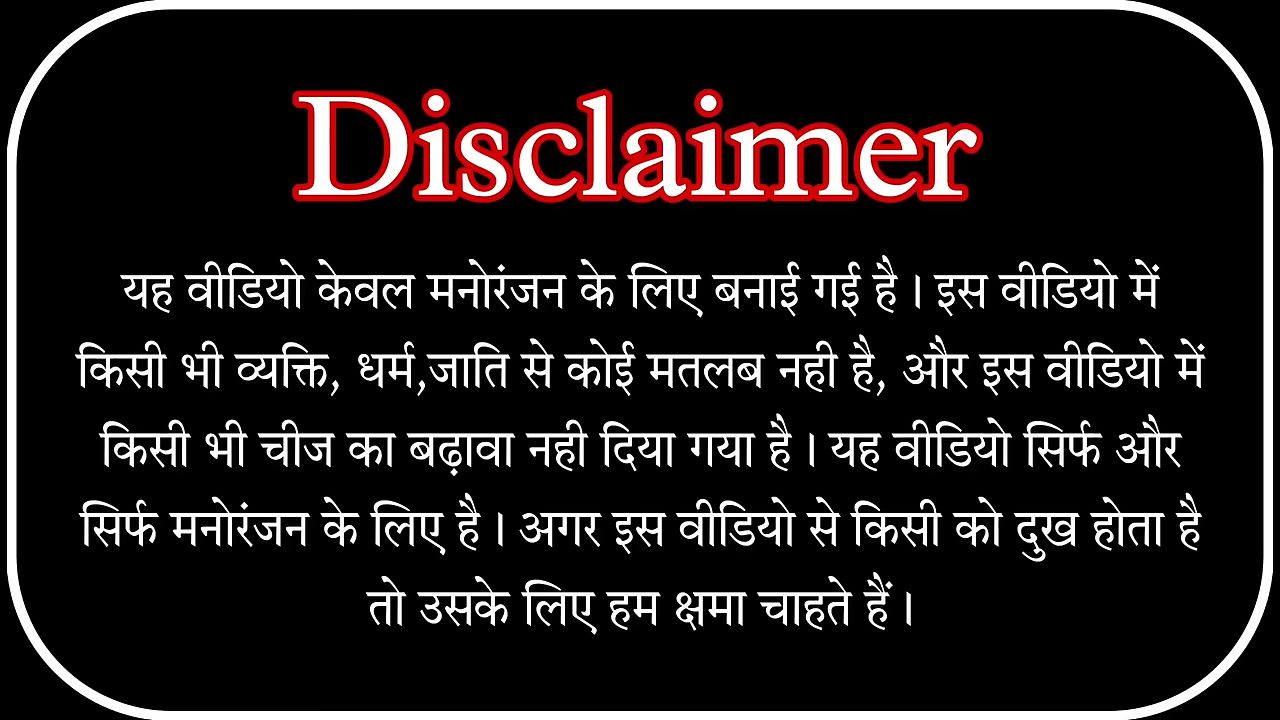 Disclaimer
यह वीडियो केवल मनोरंजन के लिए बनाई गई है। इस वीडियो में
किसी भी व्यक्ति, धर्म,जाति से कोई मतलब नही है, और इस वीडियो में
किसी भी चीज का बढ़ावा नही दिया गया है। यह वीडियो सिर्फ और
सिर्फ मनोरंजन के लिए है। अगर इस वीडियो से किसी को दुख होता है
तो उसके लिए हम क्षमा चाहते हैं।